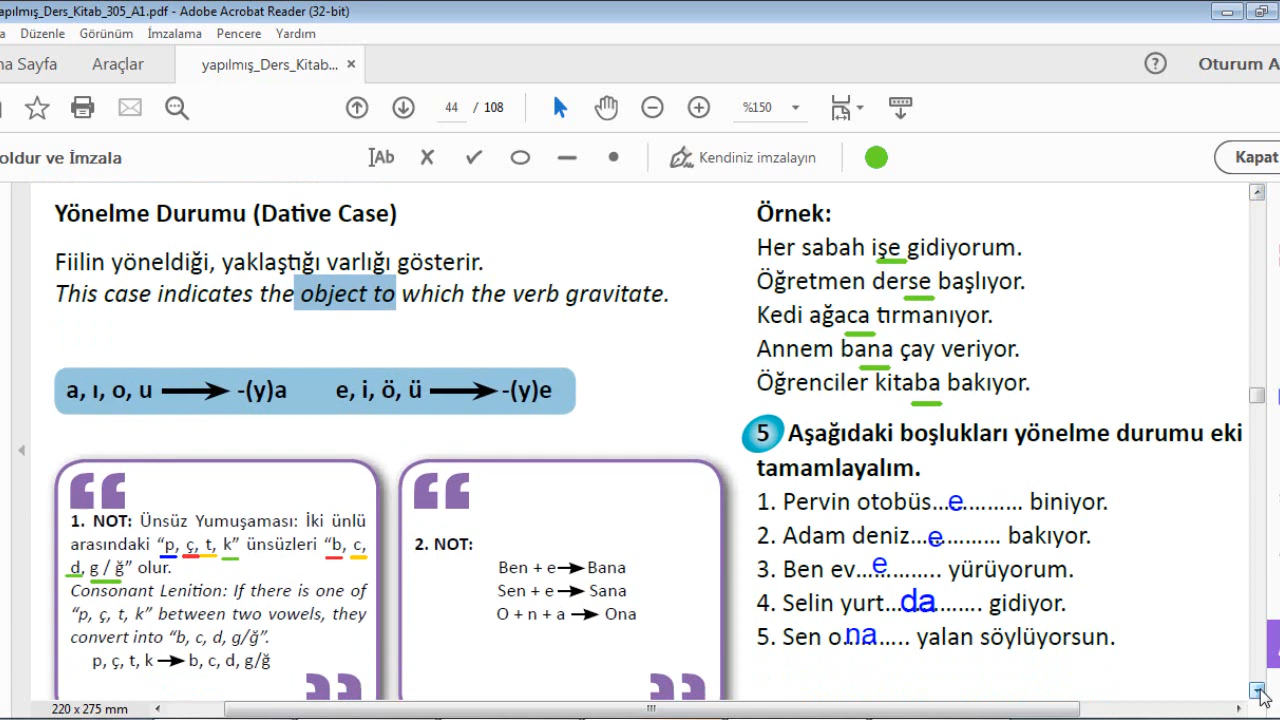 apılmış_Ders_Kitab_305_A1.pdf - Adobe Acrobat Reader (32-bit)
a Düzenle Görünüm İmzalama Pencere Yardım
na Sayfa Araçlar yapılmış_Ders_Kitab... × ? Oturum A
44 / 108 %150
oldur ve İmzala Ab Kendiniz imzalayın Kapat
Yönelme Durumu (Dative Case)
Fiilin yöneldiği, yaklaştığı varlığı gösterir.
This case indicates the object to which the verb gravitate.
a, ı, o, u → -(y)a e, i, ö, ü → -(y)e
1. NOT: Ünsüz Yumuşaması: İki ünlü
arasındaki “p, ç, t, k” ünsüzleri “b, c,
d, g / ğ” olur.
Consonant Lenition: If there is one of
“p, ç, t, k” between two vowels, they
convert into “b, c, d, g/ğ”.
p, ç, t, k → b, c, d, g/ğ
2. NOT:
Ben + e → Bana
Sen + e → Sana
O + n + a → Ona
Örnek:
Her sabah işe gidiyorum.
Öğretmen derse başlıyor.
Kedi ağaca tırmanıyor.
Annem bana çay veriyor.
Öğrenciler kitaba bakıyor.
5 Aşağıdaki boşlukları yönelme durumu eki
tamamlayalım.
1. Pervin otobüs...e.......... biniyor.
2. Adam deniz...e.......... bakıyor.
3. Ben ev...e.......... yürüyorum.
4. Selin yurt...da.......... gidiyor.
5. Sen o..na....... yalan söylüyorsun.
220 x 275 mm